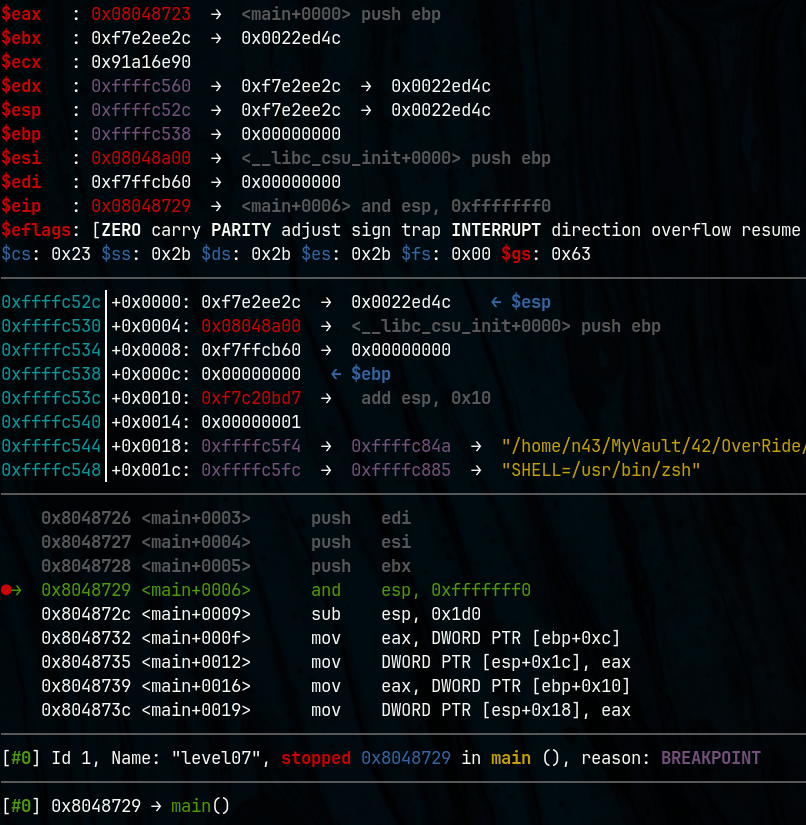 $eax   : 0x08048723  →  <main+0000> push ebp
$ebx   : 0xf7e2ee2c  →  0x0022ed4c
$ecx   : 0x91a16e90
$edx   : 0xffffc560  →  0xf7e2ee2c  →  0x0022ed4c
$esp   : 0xffffc52c  →  0xf7e2ee2c  →  0x0022ed4c
$ebp   : 0xffffc538  →  0x00000000
$esi   : 0x08048a00  →  <__libc_csu_init+0000> push ebp
$edi   : 0xf7ffcb60  →  0x00000000
$eip   : 0x08048729  →  <main+0006> and esp, 0xfffffff0
$eflags: [ZERO carry PARITY adjust sign trap INTERRUPT direction overflow resume
$cs: 0x23 $ss: 0x2b $ds: 0x2b $es: 0x2b $fs: 0x00 $gs: 0x63
0xffffc52c│+0x0000: 0xf7e2ee2c  →  0x0022ed4c    ← $esp
0xffffc530│+0x0004: 0x08048a00  →  <__libc_csu_init+0000> push ebp
0xffffc534│+0x0008: 0xf7ffcb60  →  0x00000000
0xffffc538│+0x000c: 0x00000000   ← $ebp
0xffffc53c│+0x0010: 0xf7c20bd7  →   add esp, 0x10
0xffffc540│+0x0014: 0x00000001
0xffffc544│+0x0018: 0xffffc5f4  →  0xffffc84a  →  "/home/n43/MyVault/42/OverRide/
0xffffc548│+0x001c: 0xffffc5fc  →  0xffffc885  →  "SHELL=/usr/bin/zsh"
0x8048726 <main+0003>      push   edi
0x8048727 <main+0004>      push   esi
0x8048728 <main+0005>      push   ebx
●→  0x8048729 <main+0006>      and    esp, 0xfffffff0
0x804872c <main+0009>      sub    esp, 0x1d0
0x8048732 <main+000f>      mov    eax, DWORD PTR [ebp+0xc]
0x8048735 <main+0012>      mov    DWORD PTR [esp+0x1c], eax
0x8048739 <main+0016>      mov    eax, DWORD PTR [ebp+0x10]
0x804873c <main+0019>      mov    DWORD PTR [esp+0x18], eax
[#0] Id 1, Name: "level07", stopped 0x8048729 in main (), reason: BREAKPOINT
[#0] 0x8048729 → main()